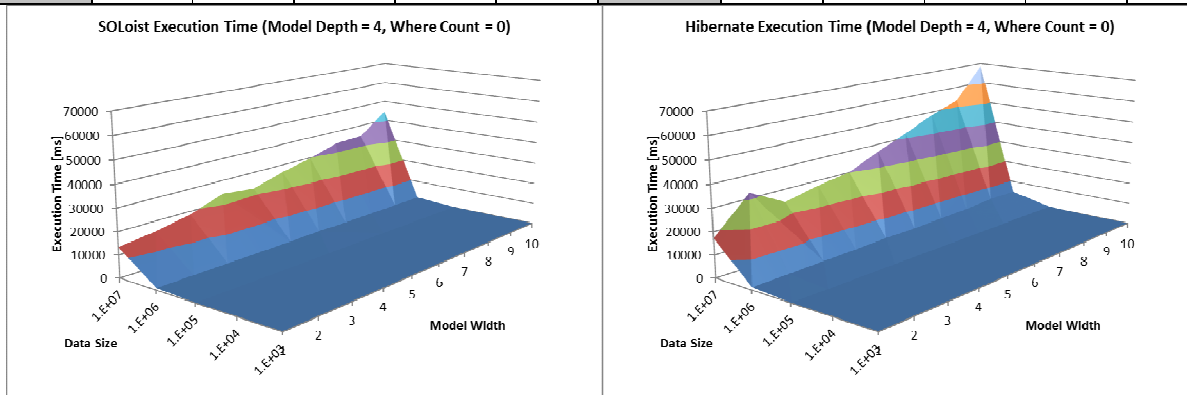 SOLoist Execution Time (Model Depth = 4, Where Count = 0)
70000
60000
50000
40000
30000
20000
10000
0
Execution Time [ms]
1.E+07
1.E+06
1.E+05
1.E+04
1.E+03
Data Size
2
3
4
5
6
7
8
9
10
Model Width
Hibernate Execution Time (Model Depth = 4, Where Count = 0)
70000
60000
50000
40000
30000
20000
10000
0
Execution Time [ms]
1.E+07
1.E+06
1.E+05
1.E+04
1.E+03
Data Size
2
3
4
5
6
7
8
9
10
Model Width